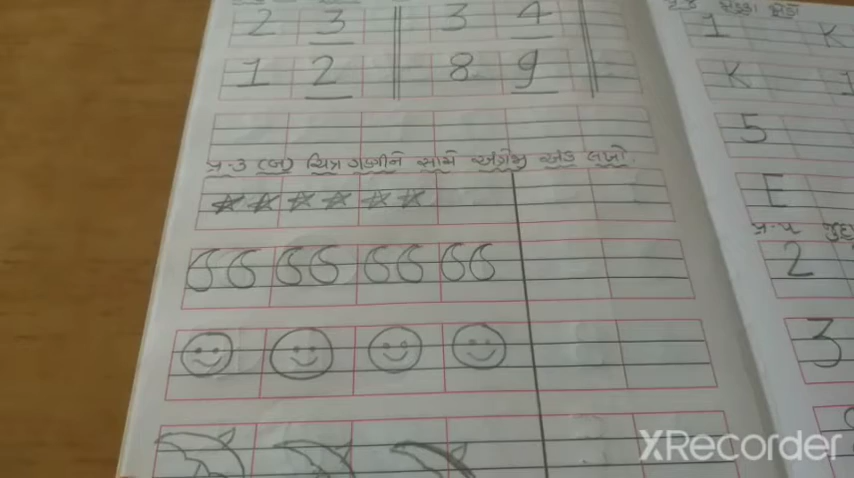 2 3 3 4
1 2 8 9
પ્ર-૩ (બ) ચિત્ર ગણીને સામે અંગ્રેજી અંક લખો.
1 K
K
5
E
પ્ર-૫
2
3
XRecorder